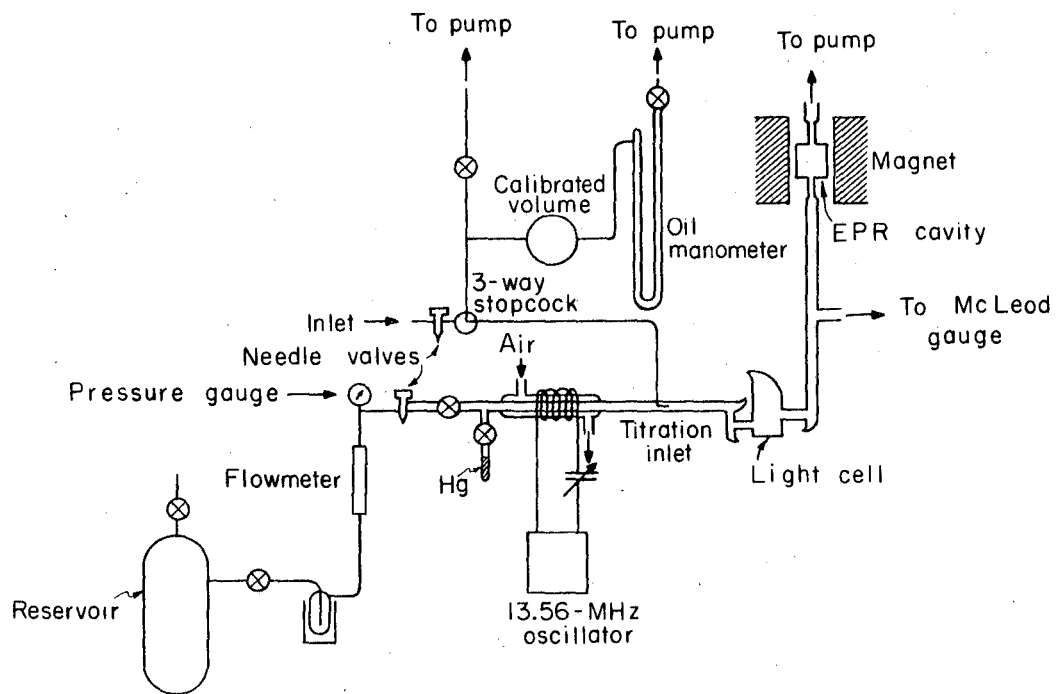 To pump
To pump
To pump
Magnet
Calibrated
volume
Oil
manometer
EPR cavity
3-way
stopcock
Inlet
To McLeod
gauge
Needle valves
Air
Pressure gauge
Titration
inlet
Light cell
Flowmeter
Hg
Reservoir
13.56-MHz
oscillator